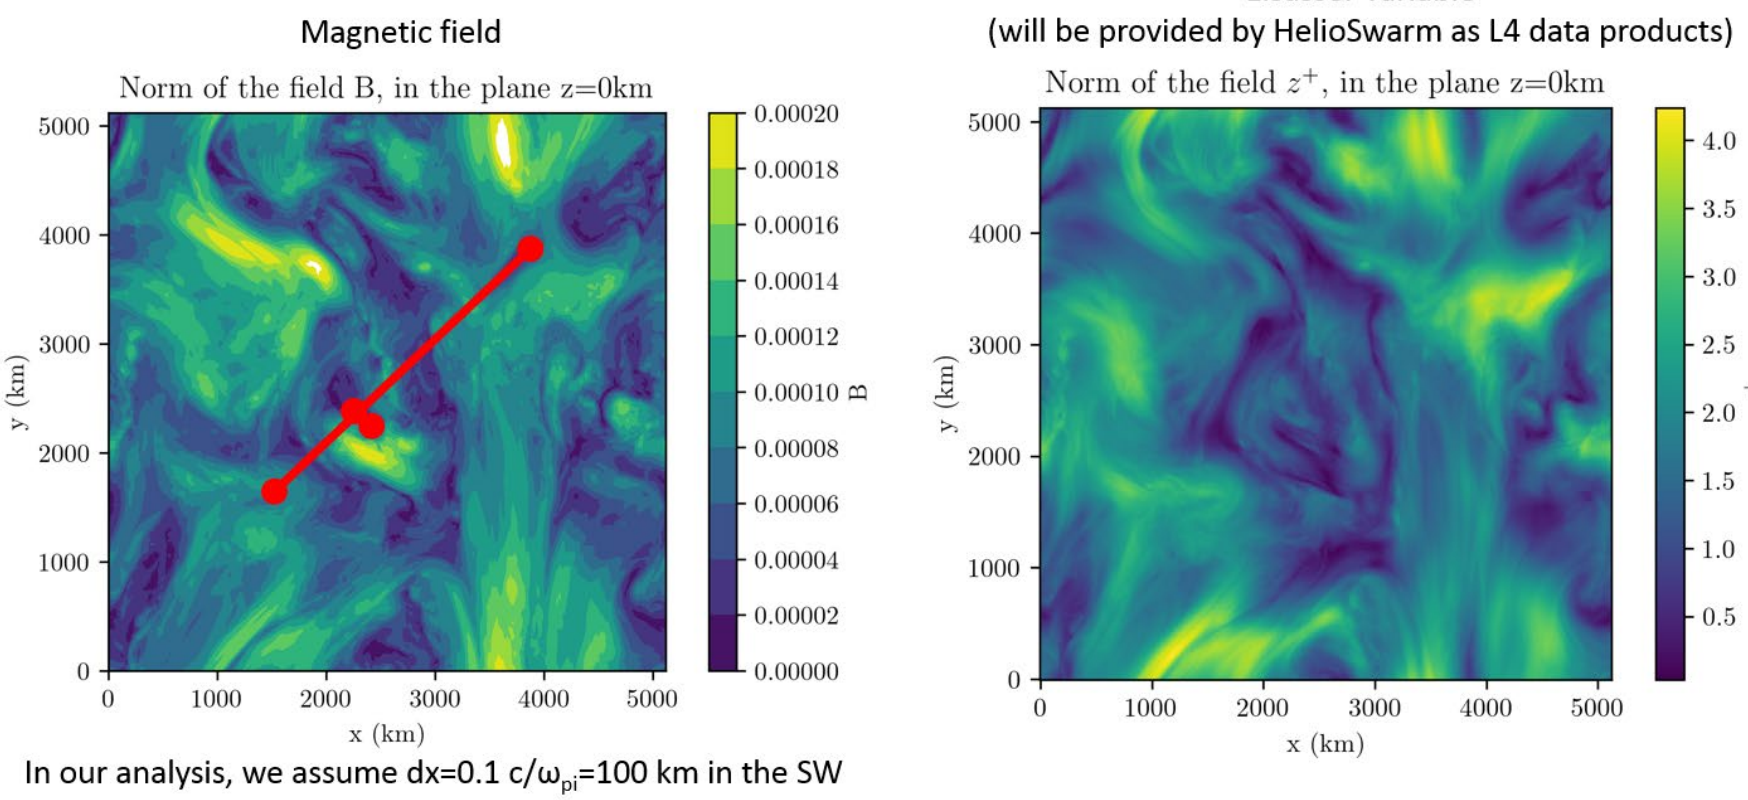 Magnetic field
Norm of the field B, in the plane z=0km
5000
4000
3000
2000
1000
0
y (km)
0 1000 2000 3000 4000 5000
x (km)
0.00020
0.00018
0.00016
0.00014
0.00012
0.00010
0.00008
0.00006
0.00004
0.00002
0.00000
B
In our analysis, we assume dx=0.1 c/ωpi=100 km in the SW
(will be provided by HelioSwarm as L4 data products)
Norm of the field z⁺, in the plane z=0km
5000
4000
3000
2000
1000
0
y (km)
0 1000 2000 3000 4000 5000
x (km)
4.0
3.5
3.0
2.5
2.0
1.5
1.0
0.5